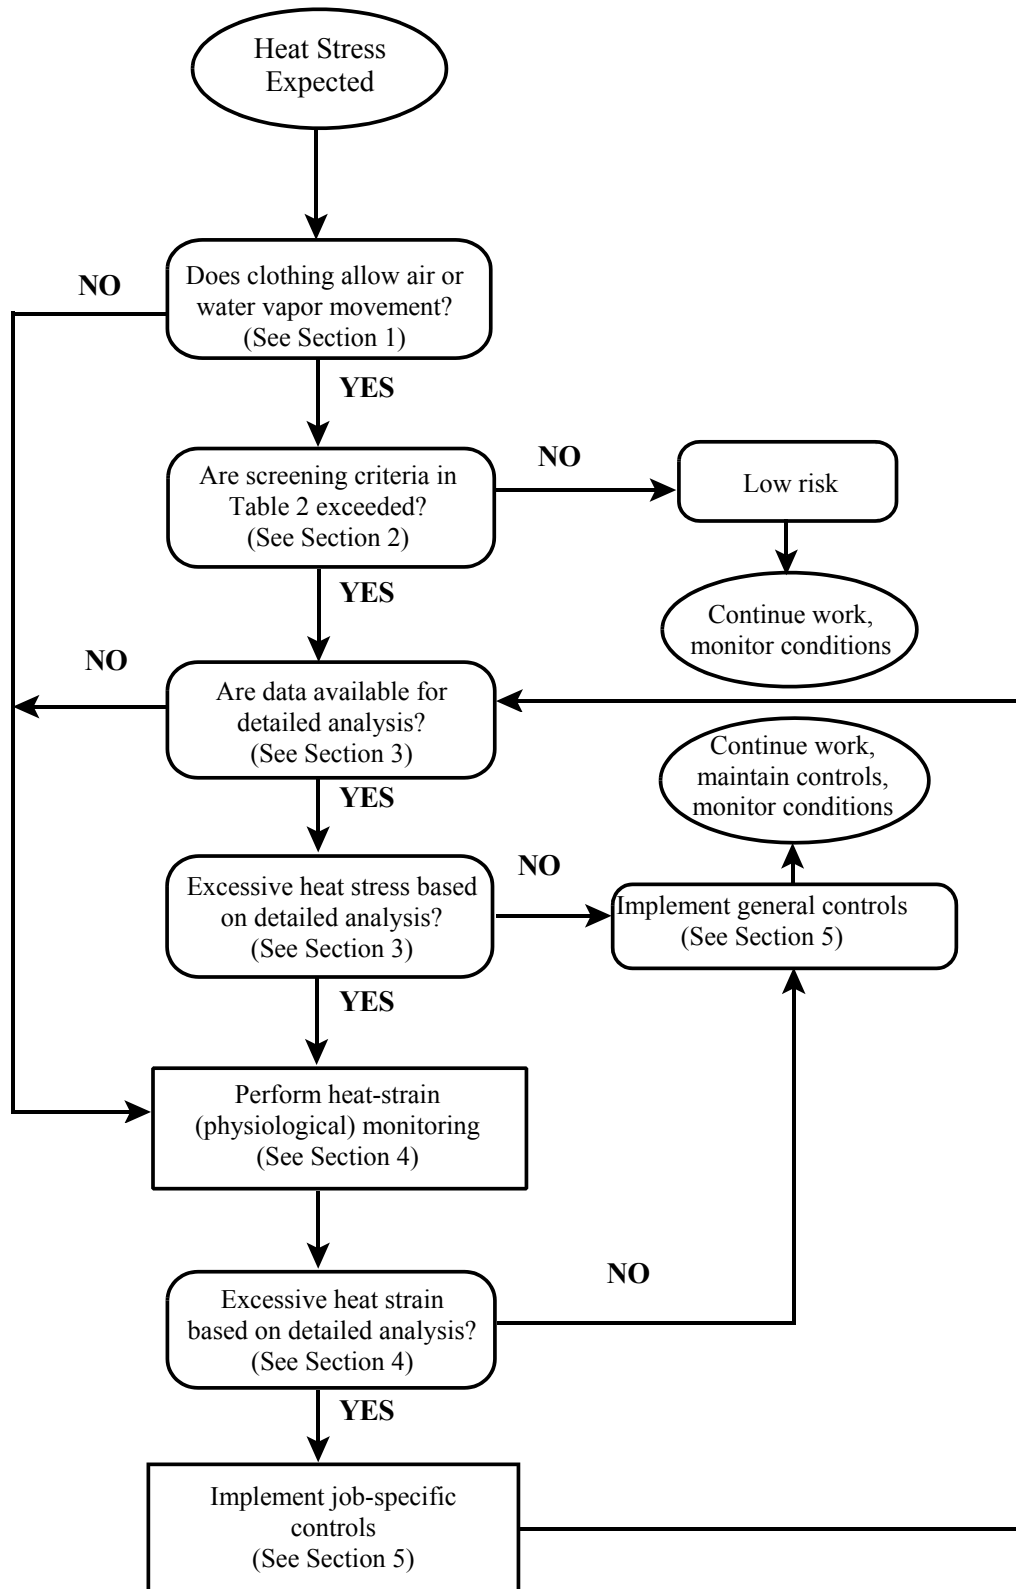 Heat Stress
Expected
NO
Does clothing allow air or
water vapor movement?
(See Section 1)
YES
Are screening criteria in
Table 2 exceeded?
(See Section 2)
NO
Low risk
YES
Continue work,
monitor conditions
NO
Are data available for
detailed analysis?
(See Section 3)
YES
Continue work,
maintain controls,
monitor conditions
Excessive heat stress based
on detailed analysis?
(See Section 3)
NO
Implement general controls
(See Section 5)
YES
Perform heat-strain
(physiological) monitoring
(See Section 4)
Excessive heat strain
based on detailed analysis?
(See Section 4)
NO
YES
Implement job-specific
controls
(See Section 5)